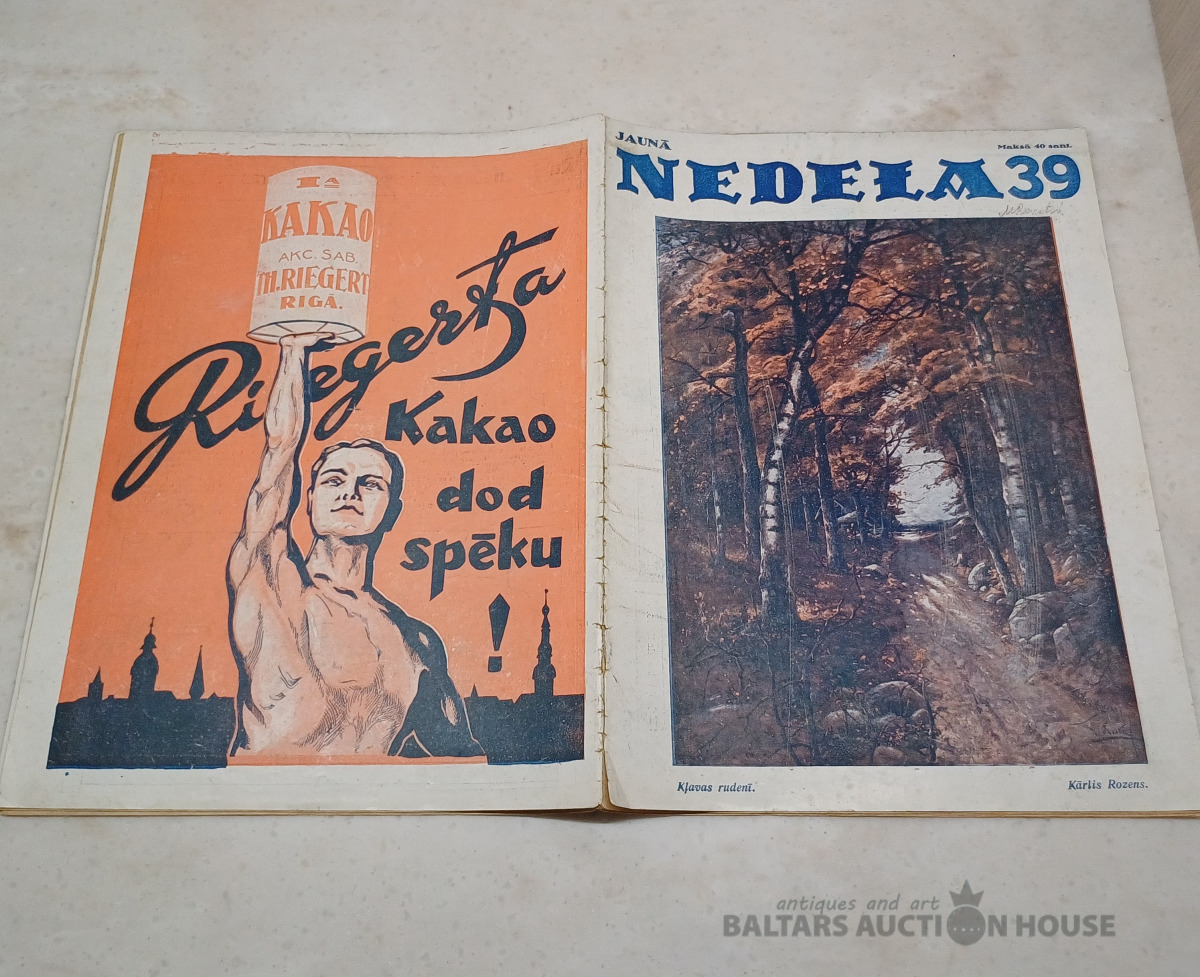 IA
KAKAO
AKC. SAB.
TH.RIEGERT
RIGĀ.
Riegerta
Kakao
dod
spēku
!
JAUNĀ
Maksā 40 sant.
NEDEĻA 39
Kļavas rudenī.
Kārlis Rozens.
antiques and art
BALTARS AUCTION HOUSE